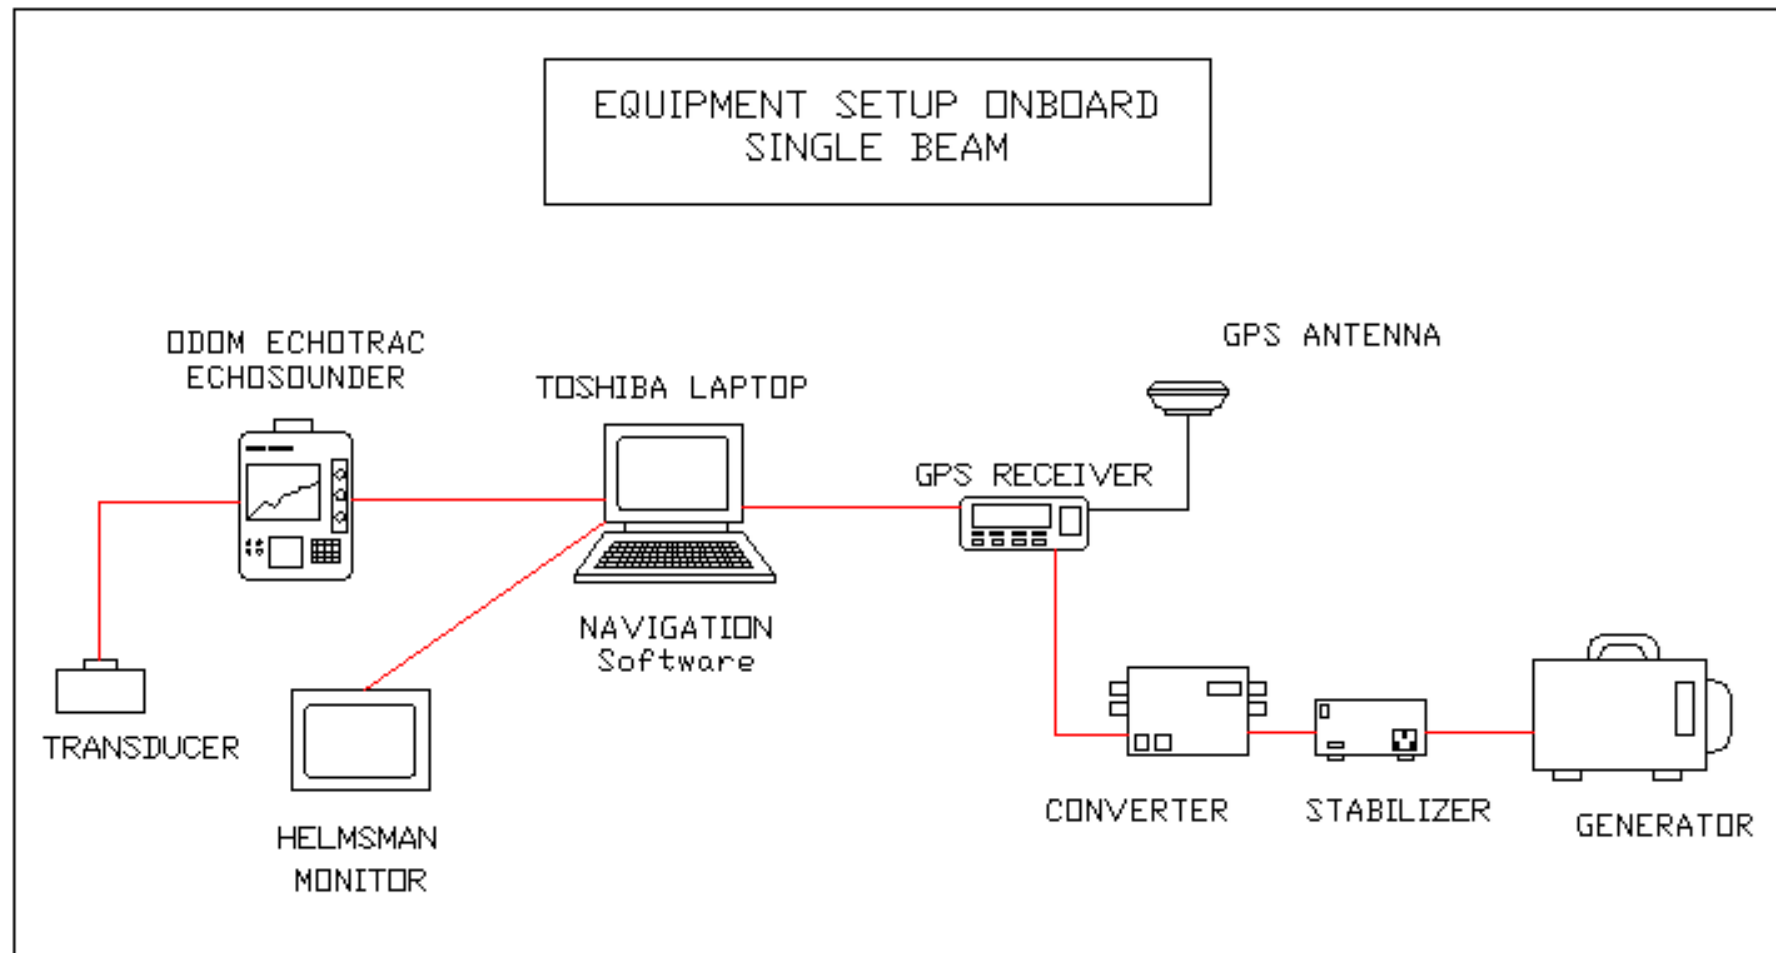 EQUIPMENT SETUP ONBOARD
SINGLE BEAM
ODOM ECHOTRAC
ECHOSOUNDER
TOSHIBA LAPTOP
GPS ANTENNA
GPS RECEIVER
NAVIGATION
Software
TRANSDUCER
HELMSMAN
MONITOR
CONVERTER
STABILIZER
GENERATOR